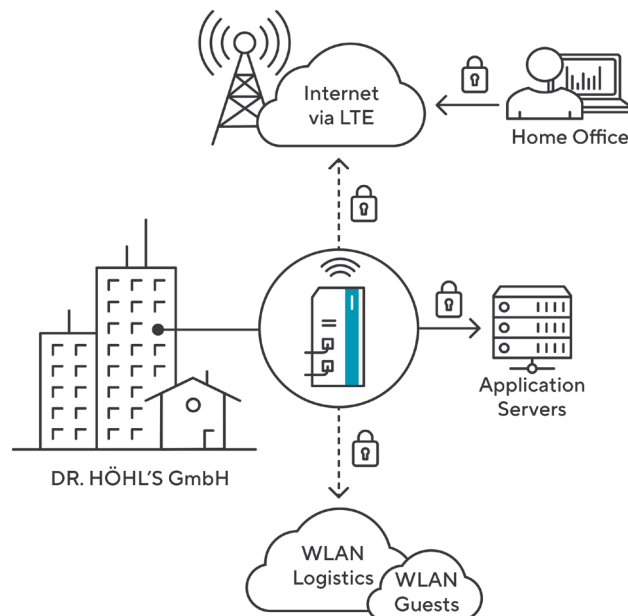 Internet
via LTE
Home Office
Application
Servers
DR. HÖHL'S GmbH
WLAN
Logistics
WLAN
Guests